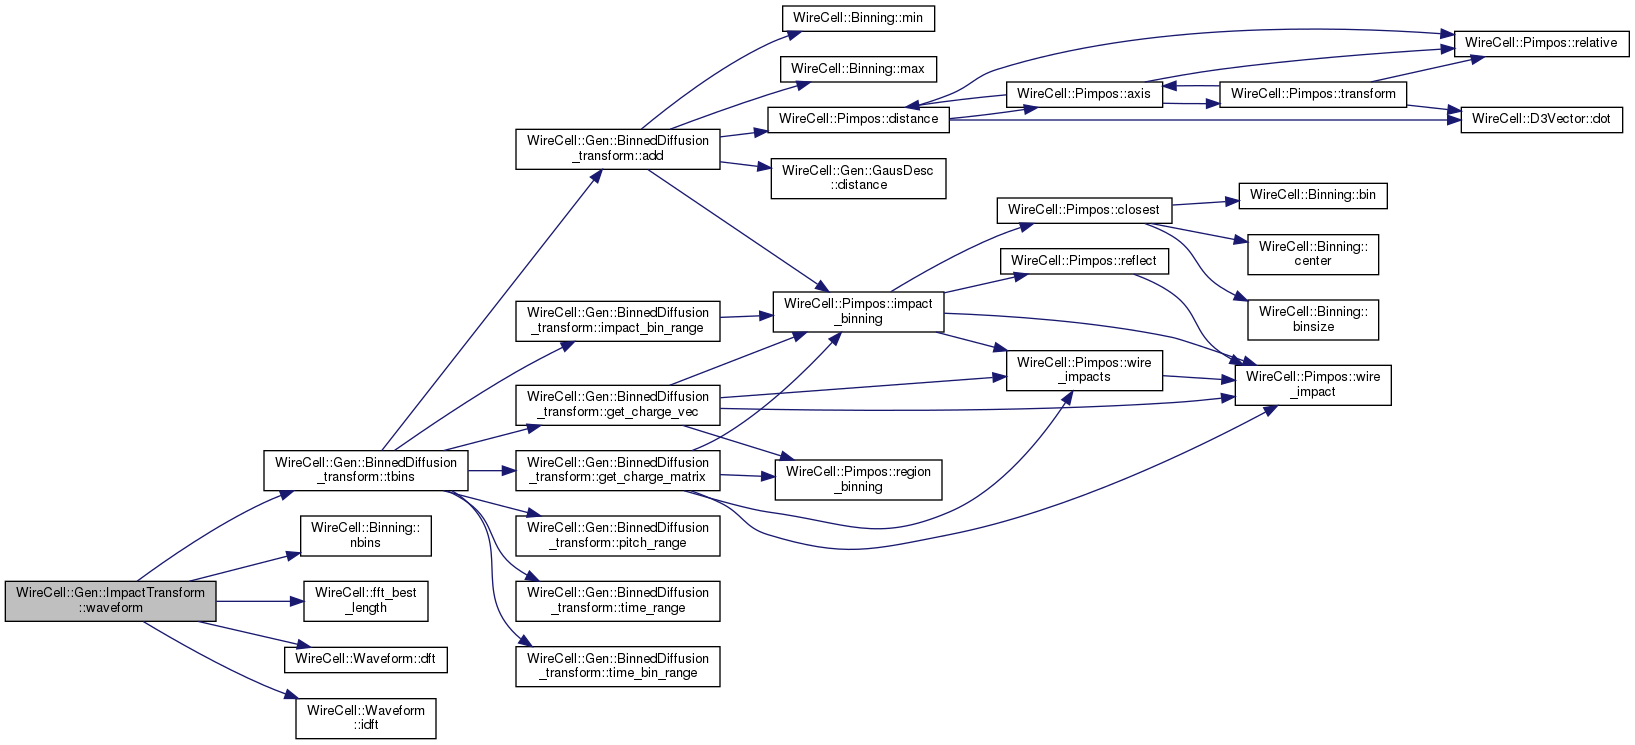 WireCell::Gen::ImpactTransform
::waveform
WireCell::Gen::BinnedDiffusion
_transform::tbins
WireCell::Binning::
nbins
WireCell::fft_best
_length
WireCell::Waveform::dft
WireCell::Waveform
::idft
WireCell::Gen::BinnedDiffusion
_transform::add
WireCell::Gen::BinnedDiffusion
_transform::impact_bin_range
WireCell::Gen::BinnedDiffusion
_transform::get_charge_vec
WireCell::Gen::BinnedDiffusion
_transform::get_charge_matrix
WireCell::Gen::BinnedDiffusion
_transform::pitch_range
WireCell::Gen::BinnedDiffusion
_transform::time_range
WireCell::Gen::BinnedDiffusion
_transform::time_bin_range
WireCell::Binning::min
WireCell::Binning::max
WireCell::Pimpos::distance
WireCell::Gen::GausDesc
::distance
WireCell::Pimpos::impact
_binning
WireCell::Pimpos::region
_binning
WireCell::Pimpos::axis
WireCell::Pimpos::closest
WireCell::Pimpos::reflect
WireCell::Pimpos::wire
_impacts
WireCell::Pimpos::transform
WireCell::Binning::bin
WireCell::Binning::
center
WireCell::Binning::
binsize
WireCell::Pimpos::wire
_impact
WireCell::Pimpos::relative
WireCell::D3Vector::dot